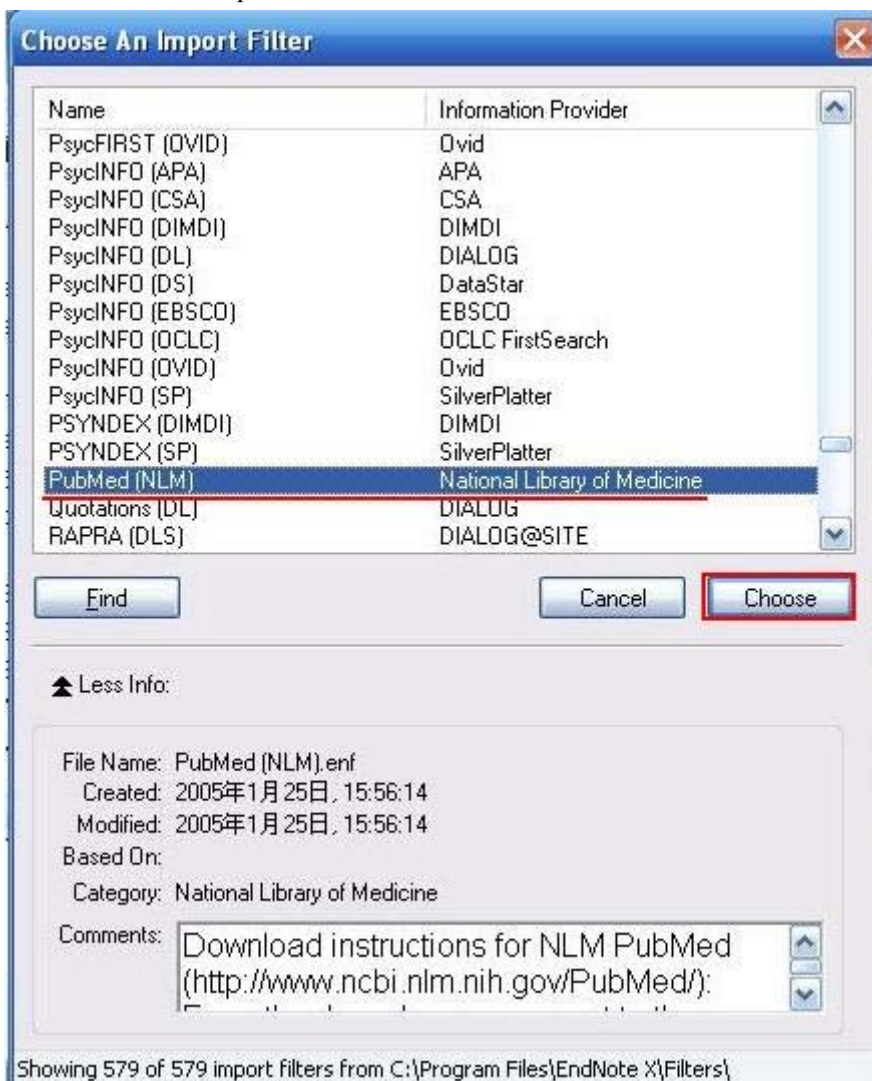 Choose An Import Filter
Name Information Provider
PsycFIRST (OVID) Ovid
PsycINFO (APA) APA
PsycINFO (CSA) CSA
PsycINFO (DIMDI) DIMDI
PsycINFO (DL) DIALOG
PsycINFO (DS) DataStar
PsycINFO (EBSCO) EBSCO
PsycINFO (OCLC) OCLC FirstSearch
PsycINFO (OVID) Ovid
PsycINFO (SP) SilverPlatter
PSYNDEX (DIMDI) DIMDI
PSYNDEX (SP) SilverPlatter
PubMed (NLM) National Library of Medicine
Quotations (DL) DIALOG
RAPRA (DLS) DIALOG@SITE
Find Cancel Choose
Less Info:
File Name: PubMed (NLM).enf
Created: 2005年1月25日, 15:56:14
Modified: 2005年1月25日, 15:56:14
Based On:
Category: National Library of Medicine
Comments: Download instructions for NLM PubMed
(http://www.ncbi.nlm.nih.gov/PubMed/):
Showing 579 of 579 import filters from C:\Program Files\EndNote X\Filters\